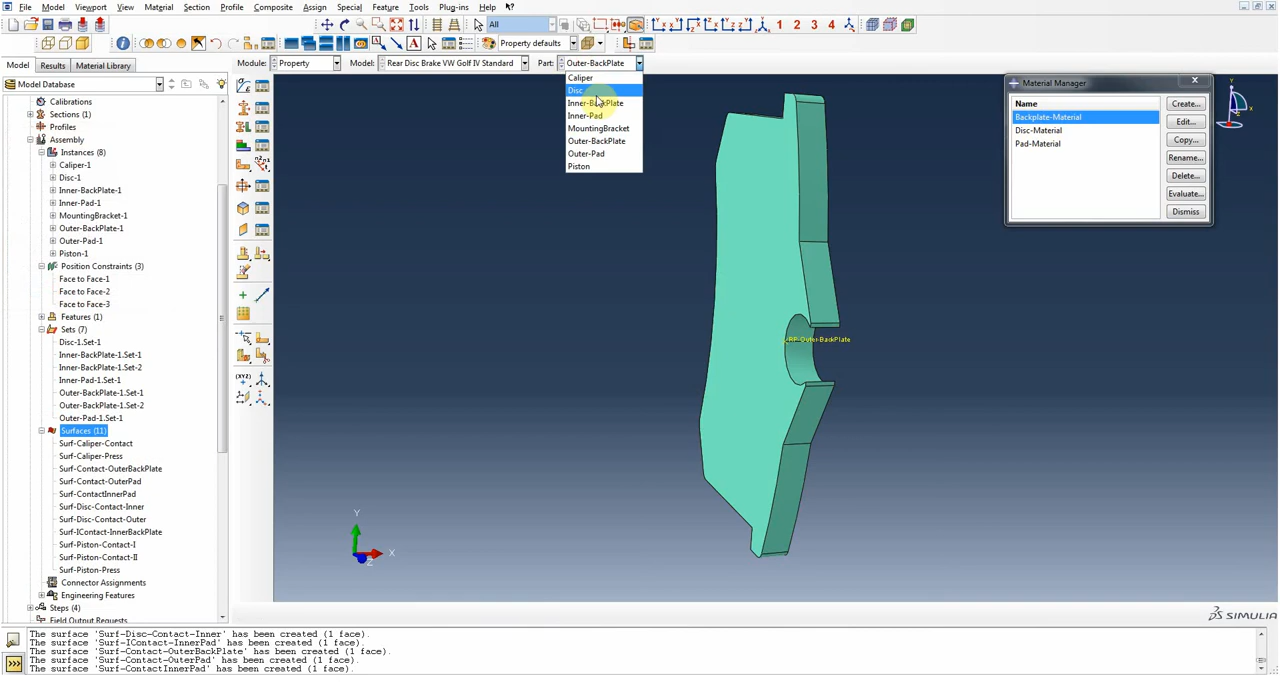 File Model Viewport View Material Section Profile Composite Assign Special Feature Tools Plug-ins Help
All
1 2 3 4
Property defaults
Model Results Material Library
Module: Property Model: Rear Disc Brake VW Golf IV Standard Part: Outer-BackPlate
Model Database
Calibrations
Sections (1)
Profiles
Assembly
Instances (8)
Caliper-1
Disc-1
Inner-BackPlate-1
Inner-Pad-1
MountingBracket-1
Outer-BackPlate-1
Outer-Pad-1
Piston-1
Position Constraints (3)
Face to Face-1
Face to Face-2
Face to Face-3
Features (1)
Sets (7)
Disc-1.Set-1
Inner-BackPlate-1.Set-1
Inner-BackPlate-1.Set-2
Inner-Pad-1.Set-1
Outer-BackPlate-1.Set-1
Outer-BackPlate-1.Set-2
Outer-Pad-1.Set-1
Surfaces (11)
Surf-Caliper-Contact
Surf-Caliper-Press
Surf-Contact-OuterBackPlate
Surf-Contact-OuterPad
Surf-ContactInnerPad
Surf-Disc-Contact-Inner
Surf-Disc-Contact-Outer
Surf-IContact-InnerBackPlate
Surf-Piston-Contact-I
Surf-Piston-Contact-II
Surf-Piston-Press
Connector Assignments
Engineering Features
Steps (4)
Field Output Requests
Caliper
Disc
Inner-BackPlate
Inner-Pad
MountingBracket
Outer-BackPlate
Outer-Pad
Piston
RP-Outer-BackPlate
Y
X
Z
Material Manager
Name
Backplate-Material
Disc-Material
Pad-Material
Create...
Edit...
Copy...
Rename...
Delete...
Evaluate...
Dismiss
SIMULIA
The surface 'Surf-Disc-Contact-Inner' has been created (1 face).
The surface 'Surf-IContact-InnerPad' has been created (1 face).
The surface 'Surf-Contact-OuterBackPlate' has been created (1 face).
The surface 'Surf-Contact-OuterPad' has been created (1 face).
The surface 'Surf-ContactInnerPad' has been created (1 face).